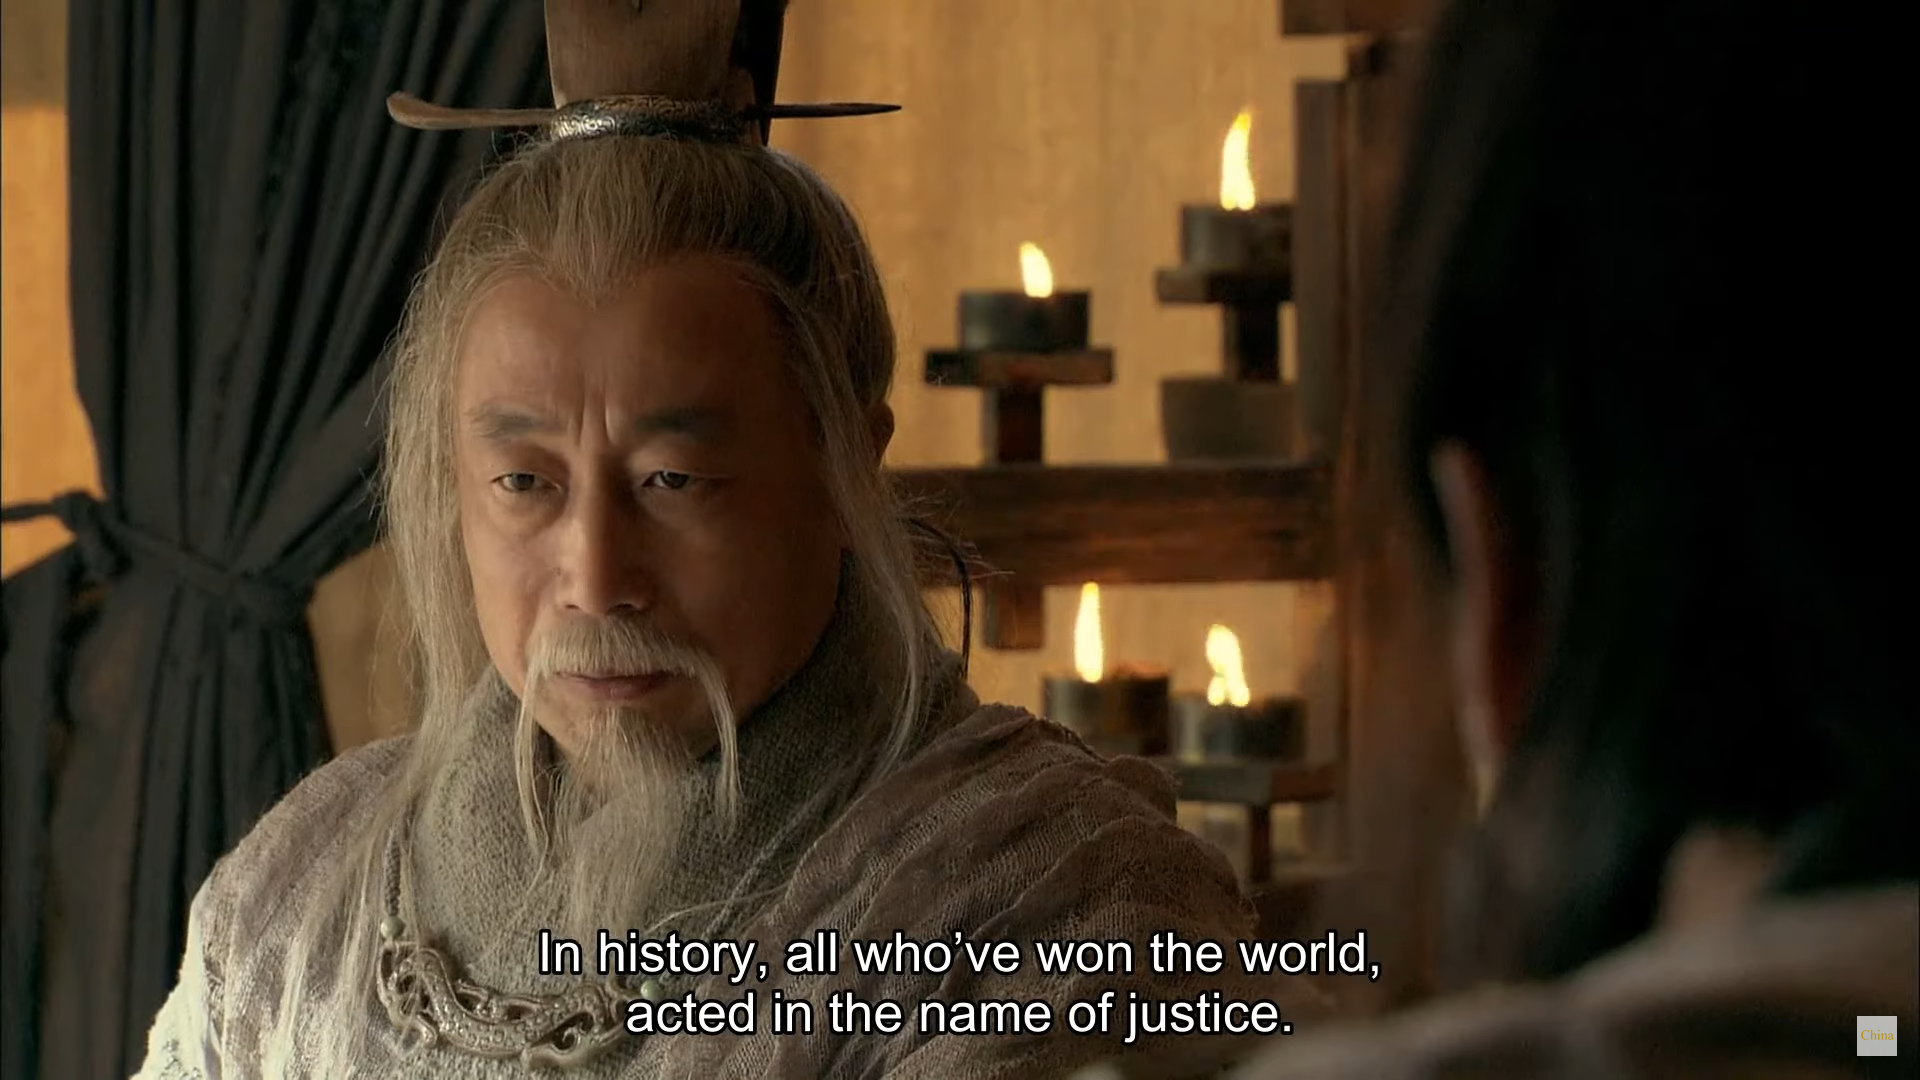 In history, all who’ve won the world,
acted in the name of justice.
China